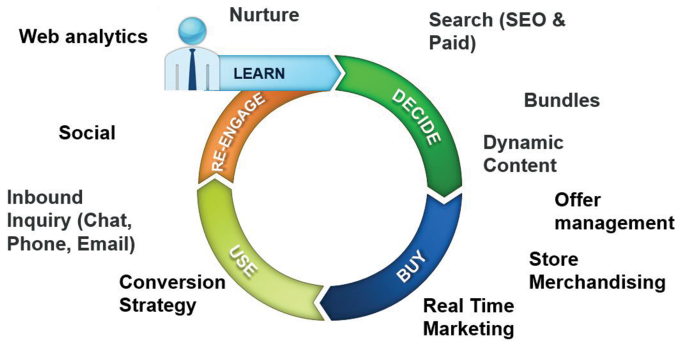 Nurture
Web analytics
Search (SEO &
Paid)
LEARN
DECIDE
RE-ENGAGE
Bundles
Social
Dynamic
Content
Inbound
Inquiry (Chat,
Phone, Email)
Offer
management
USE
BUY
Store
Merchandising
Conversion
Strategy
Real Time
Marketing